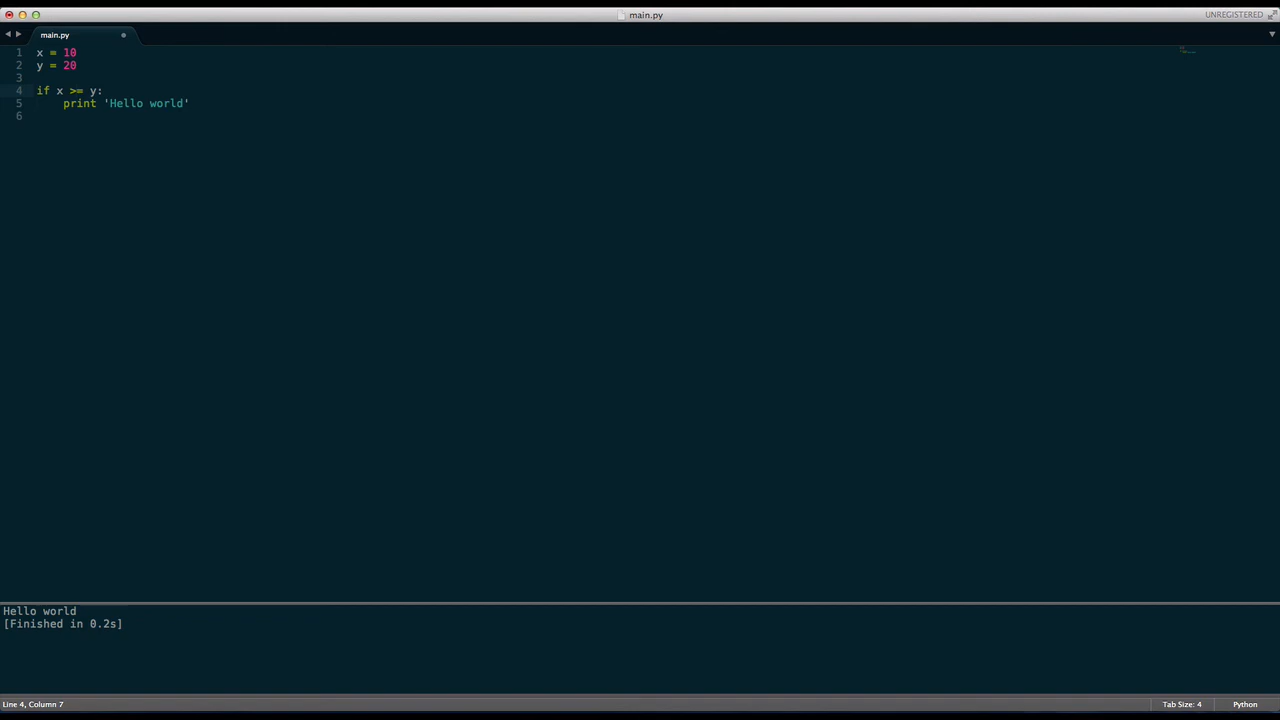 main.py
UNREGISTERED
main.py
1 x = 10
2 y = 20
3
4 if x >= y:
5     print 'Hello world'
6
Hello world
[Finished in 0.2s]
Line 4, Column 7
Tab Size: 4
Python